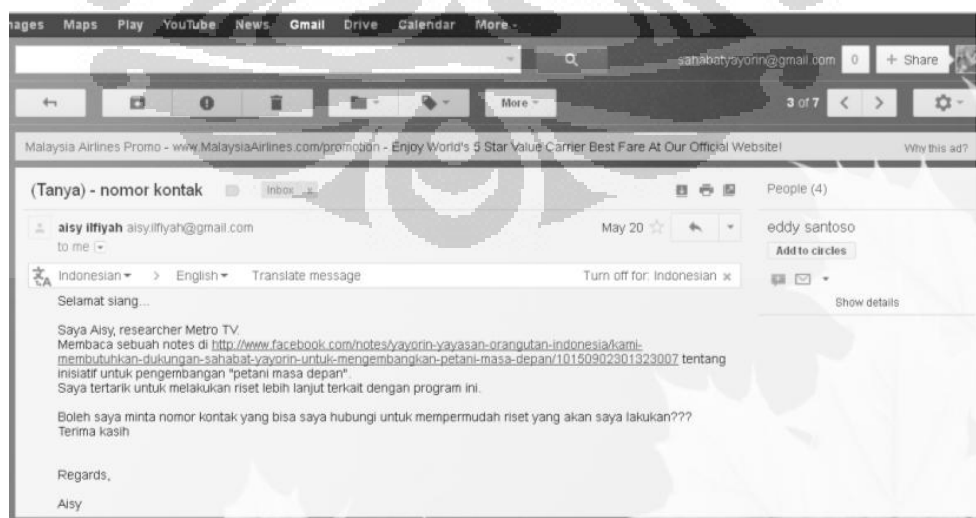 ages Maps Play YouTube News Gmail Drive Calendar More
sahabatyayorin@gmail.com 0 + Share
More 3 of 7
Malaysia Airlines Promo - www.MalaysiaAirlines.com/promotion - Enjoy World's 5 Star Value Carrier Best Fare At Our Official Website! Why this ad?
(Tanya) - nomor kontak Inbox x People (4)
aisy ilfiyah aisy.ilfiyah@gmail.com May 20 eddy santoso
to me Add to circles
Indonesian > English Translate message Turn off for: Indonesian x
Show details
Selamat siang...
Saya Aisy, researcher Metro TV.
Membaca sebuah notes di http://www.facebook.com/notes/yayorin-yayasan-orangutan-indonesia/kami-
membutuhkan-dukungan-sahabat-yayorin-untuk-mengembangkan-petani-masa-depan/10150902301323007 tentang
inisiatif untuk pengembangan "petani masa depan".
Saya tertarik untuk melakukan riset lebih lanjut terkait dengan program ini.
Boleh saya minta nomor kontak yang bisa saya hubungi untuk mempermudah riset yang akan saya lakukan???
Terima kasih
Regards,
Aisy